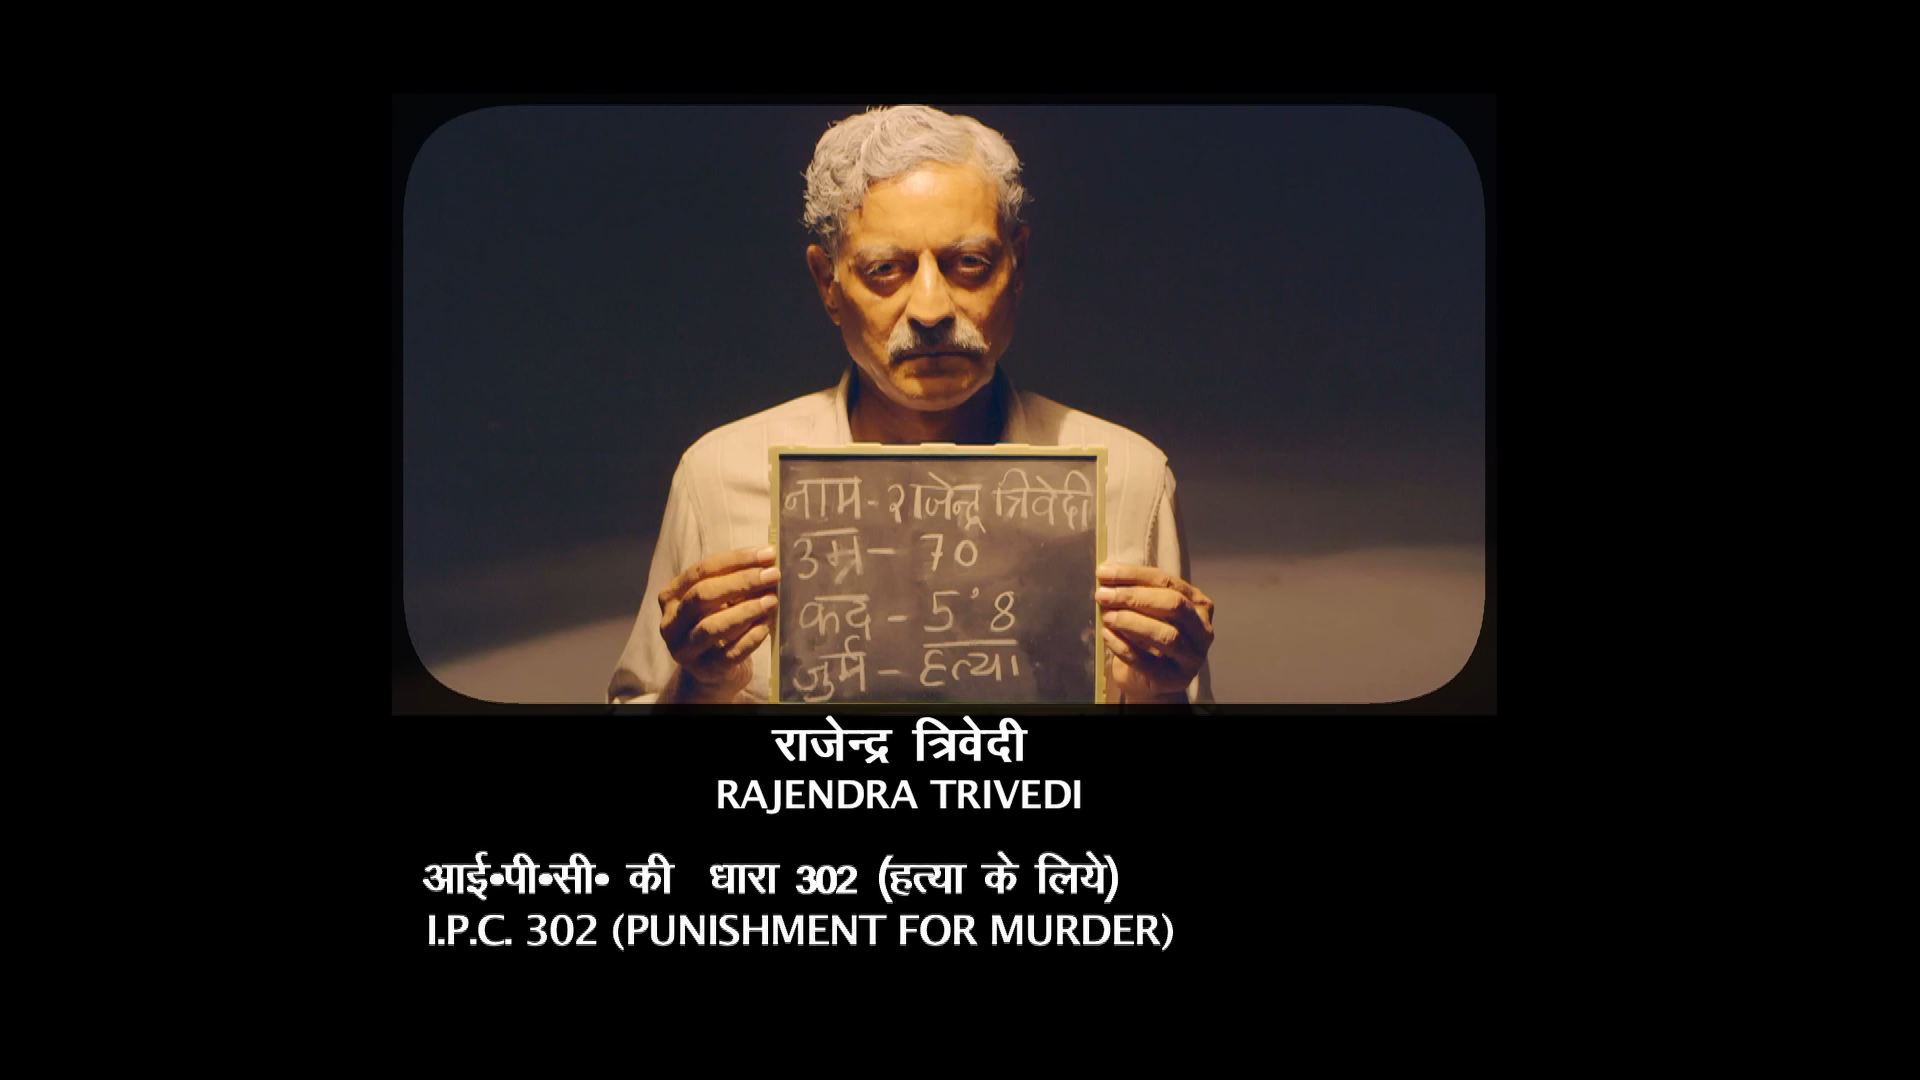 नाम - राजेन्द्र त्रिवेदी
उम्र - 70
कद - 5'8
जुर्म - हत्या
राजेन्द्र त्रिवेदी
RAJENDRA TRIVEDI
आई•पी•सी• की धारा 302 (हत्या के लिये)
I.P.C. 302 (PUNISHMENT FOR MURDER)